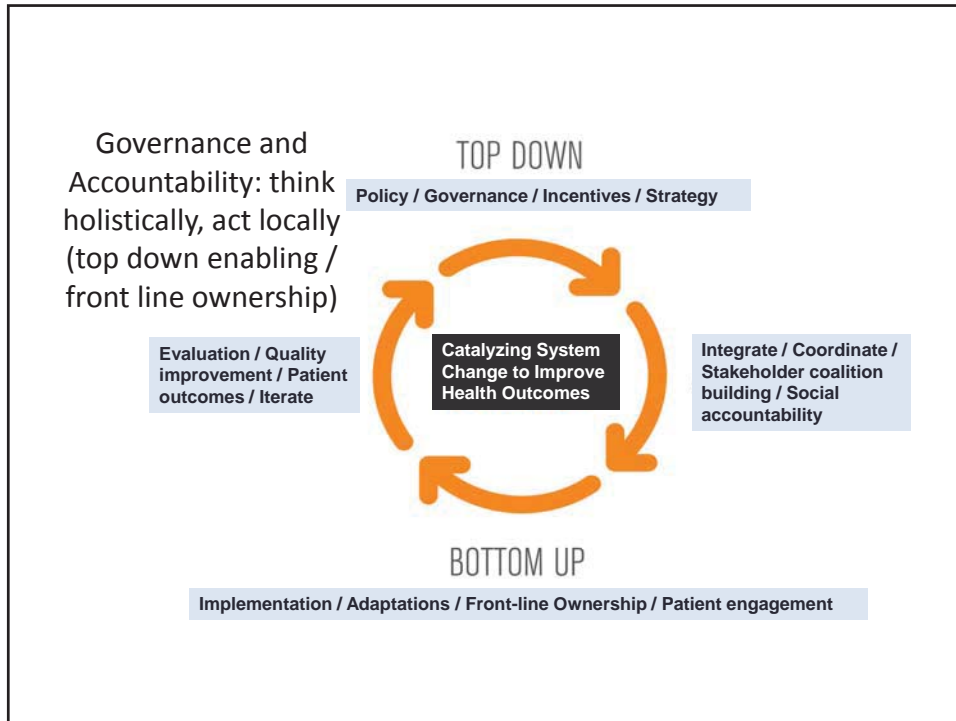 Governance and
Accountability: think
holistically, act locally
(top down enabling /
front line ownership)
TOP DOWN
Policy / Governance / Incentives / Strategy
Evaluation / Quality
improvement / Patient
outcomes / Iterate
Catalyzing System
Change to Improve
Health Outcomes
Integrate / Coordinate /
Stakeholder coalition
building / Social
accountability
BOTTOM UP
Implementation / Adaptations / Front-line Ownership / Patient engagement